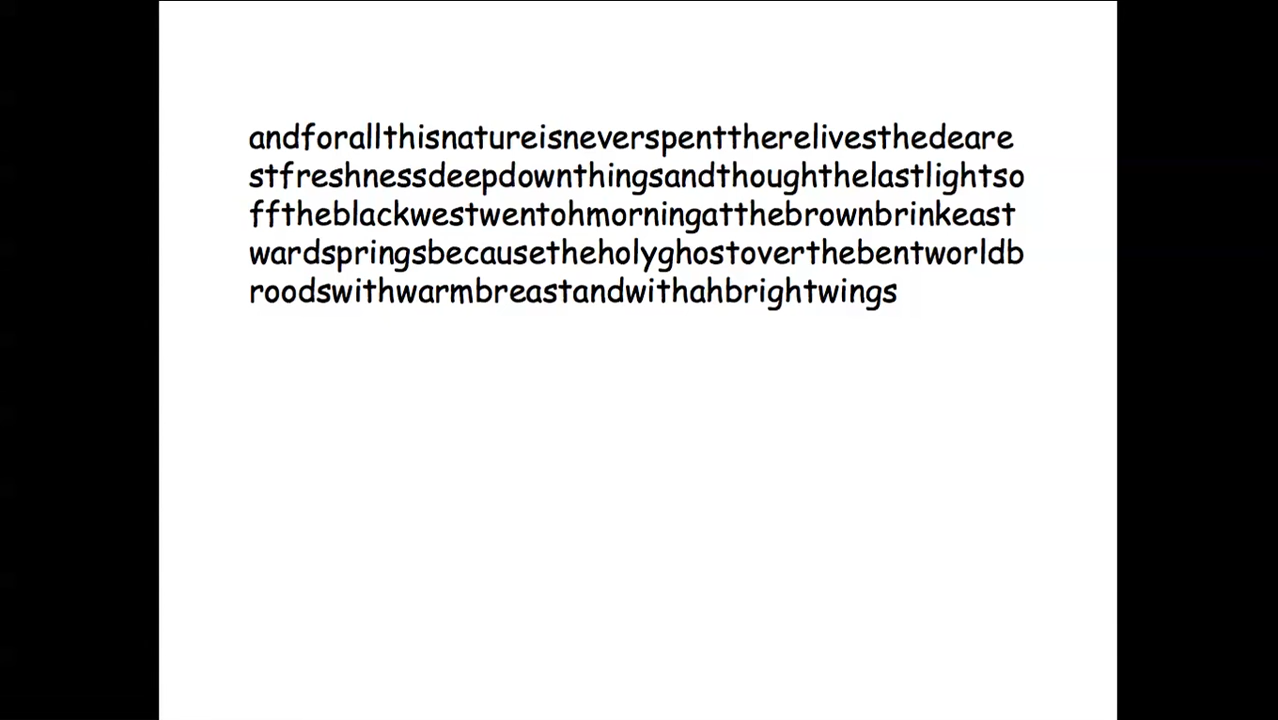 andforallthisnatureisneverspenttherelivesthedeare
stfreshnessdeepdownthingsandthoughthelastlightso
fftheblackwestwentohmorningatthebrownbrinkeast
wardspringsbecausetheholyghostoverthebentworldb
roodswithwarmbreastandwithahbrightwings